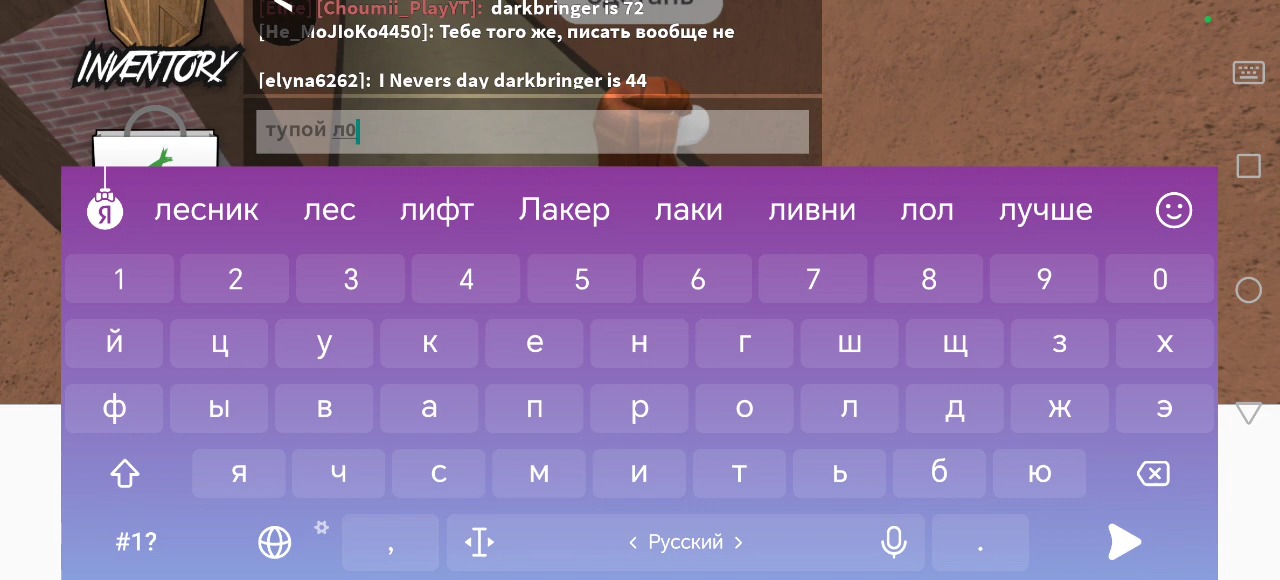 [Elite] [Choumii_PlayYT]: darkbringer is 72
[He_MoJIoKo4450]: Тебе того же, писать вообще не
INVENTORY
[elyna6262]: I Nevers day darkbringer is 44
тупой л0
Я лесник лес лифт Лакер лаки ливни лол лучше
1 2 3 4 5 6 7 8 9 0
й ц у к е н г ш щ з х
ф ы в а п р о л д ж э
я ч с м и т ь б ю
#1? , < Русский > .